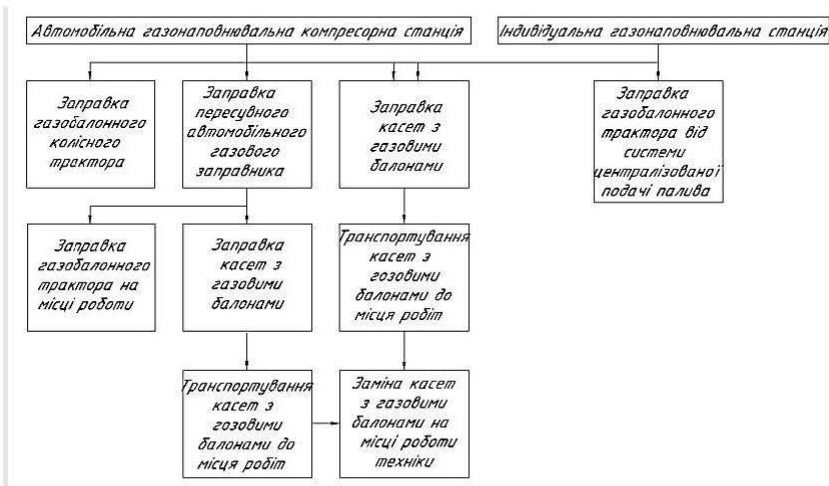 Автомобільна газонаповнювальна компресорна станція
Індивідуальна газонаповнювальна станція
Заправка
газобалонного
колісного
трактора
Заправка
пересувного
автомобільного
газового
заправника
Заправка
касет з
газовими
балонами
Заправка
газобалонного
трактора від
системи
централізованої
подачі палива
Заправка
газобалонного
трактора на
місці роботи
Заправка
касет з
газовими
балонами
Транспортування
касет з
гозовими
балонами до
місця робіт
Транспортування
касет з
гозовими
балонами до
місця робіт
Заміна касет
з газовими
балонами на
місці роботи
техніки